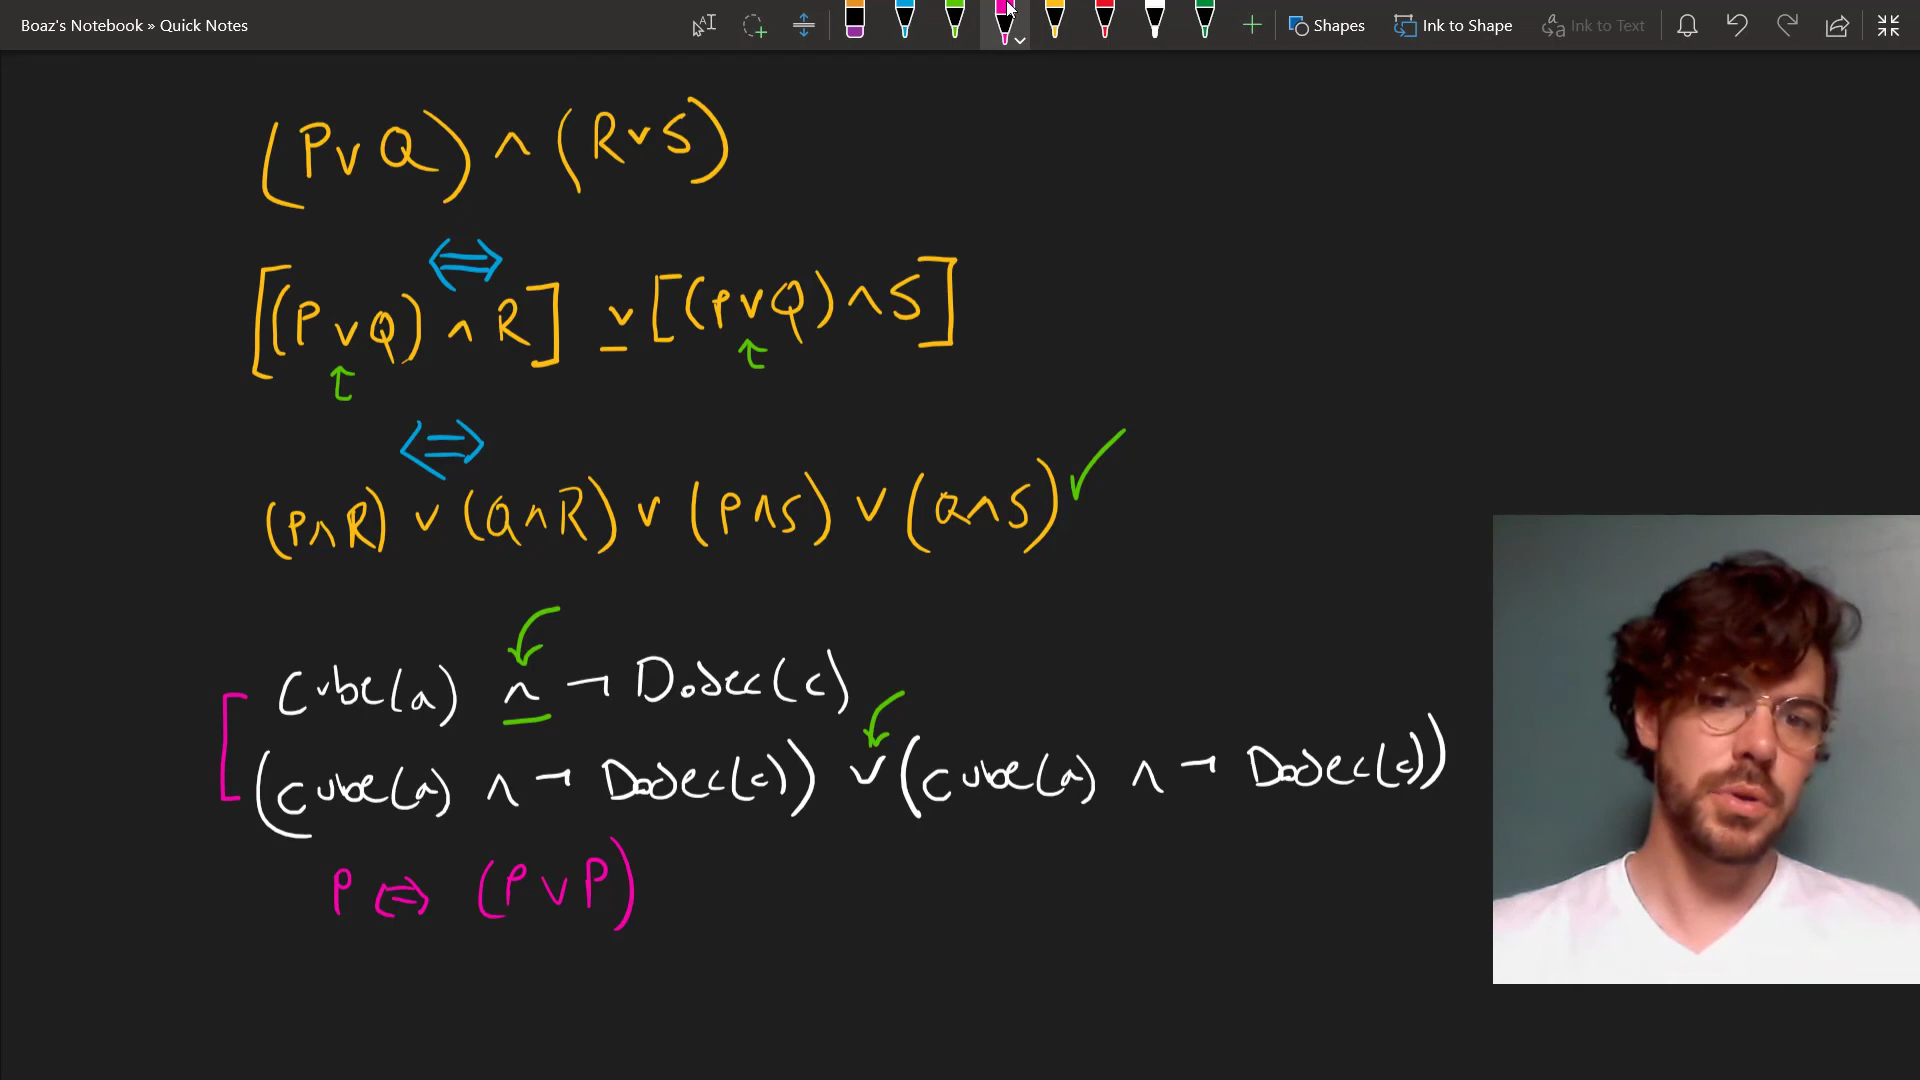 Boaz's Notebook » Quick Notes
Shapes
Ink to Shape
Ink to Text
(P∨Q) ∧ (R∨S)
⇔
[(P∨Q) ∧ R] ∨ [(P∨Q) ∧ S]
⇔
(P∧R) ∨ (Q∧R) ∨ (P∧S) ∨ (Q∧S) ✓
Cube(a) ∧ ¬ Dodec(c)
(Cube(a) ∧ ¬ Dodec(c)) ∨ (Cube(a) ∧ ¬ Dodec(c))
P ⇔ (P∨P)